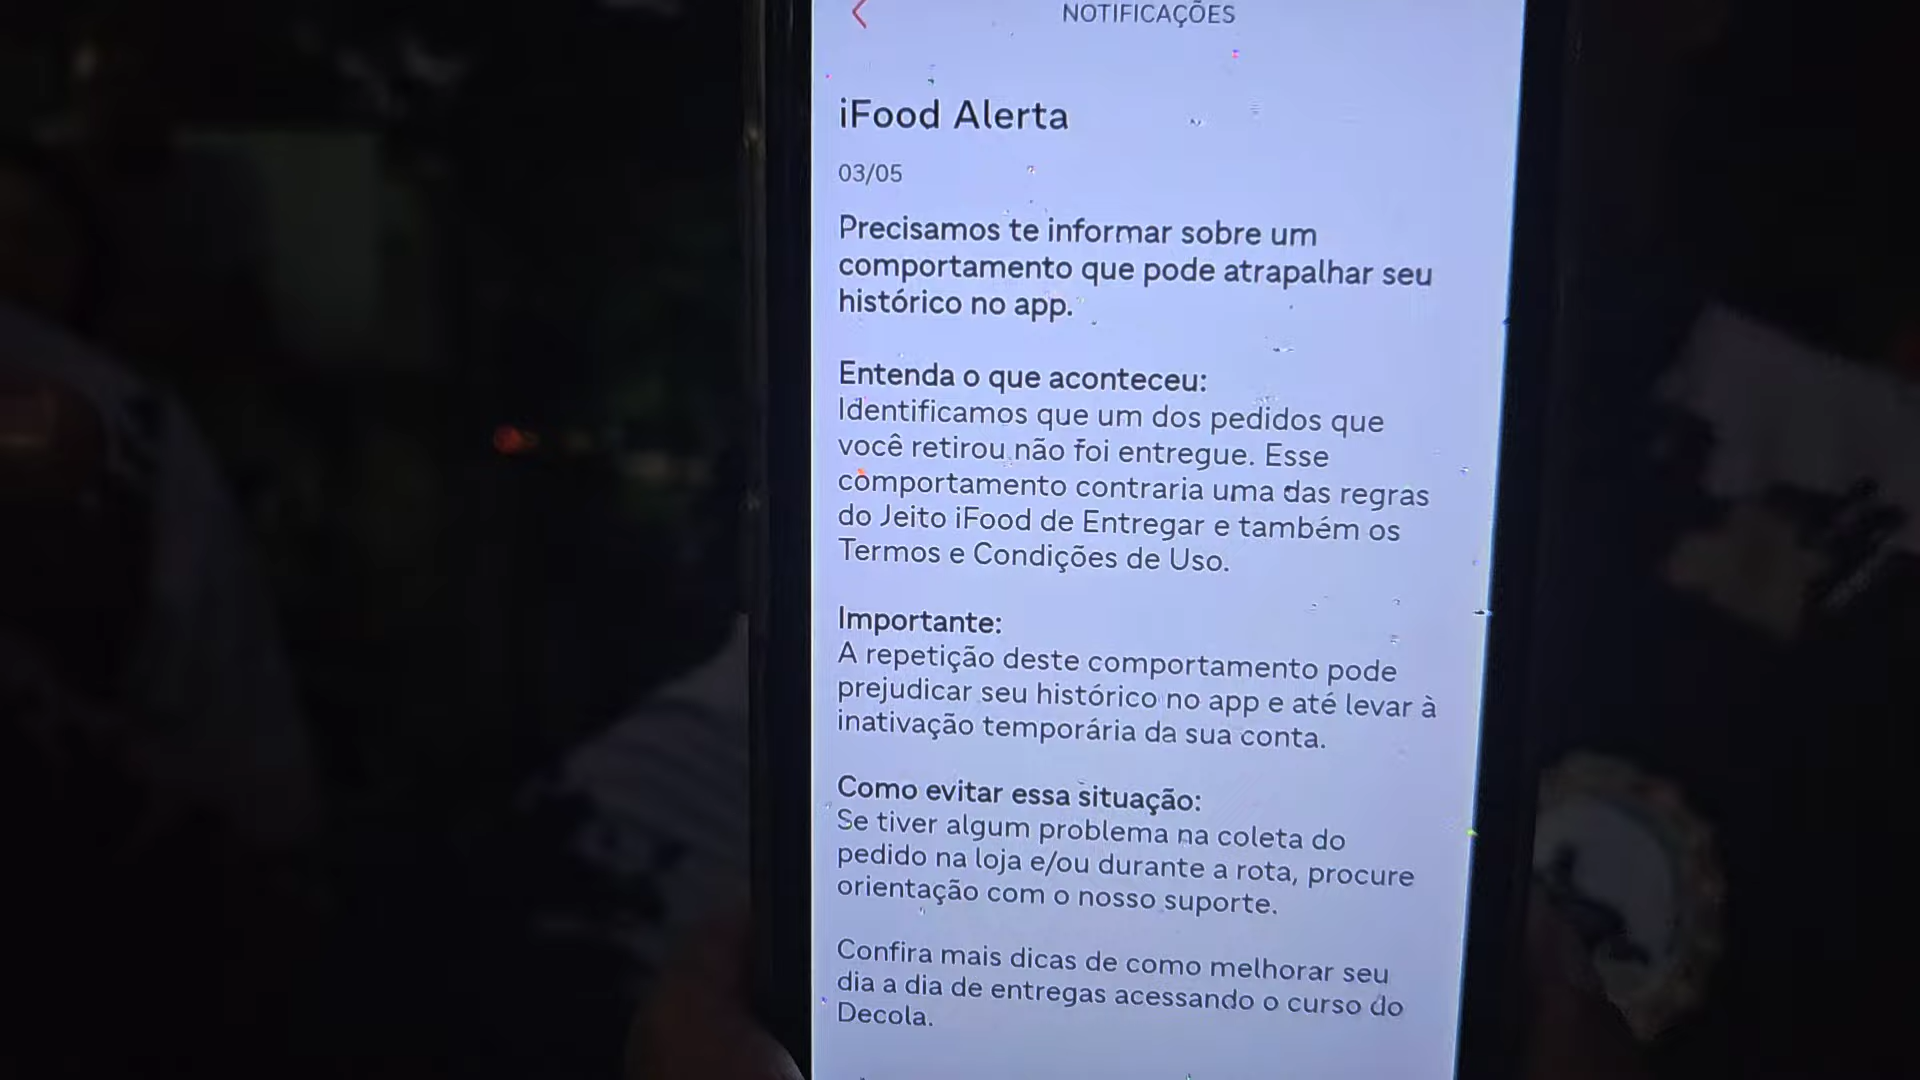 NOTIFICAÇÕES
iFood Alerta
03/05
Precisamos te informar sobre um
comportamento que pode atrapalhar seu
histórico no app.
Entenda o que aconteceu:
Identificamos que um dos pedidos que
você retirou não foi entregue. Esse
comportamento contraria uma das regras
do Jeito iFood de Entregar e também os
Termos e Condições de Uso.
Importante:
A repetição deste comportamento pode
prejudicar seu histórico no app e até levar à
inativação temporária da sua conta.
Como evitar essa situação:
Se tiver algum problema na coleta do
pedido na loja e/ou durante a rota, procure
orientação com o nosso suporte.
Confira mais dicas de como melhorar seu
dia a dia de entregas acessando o curso do
Decola.